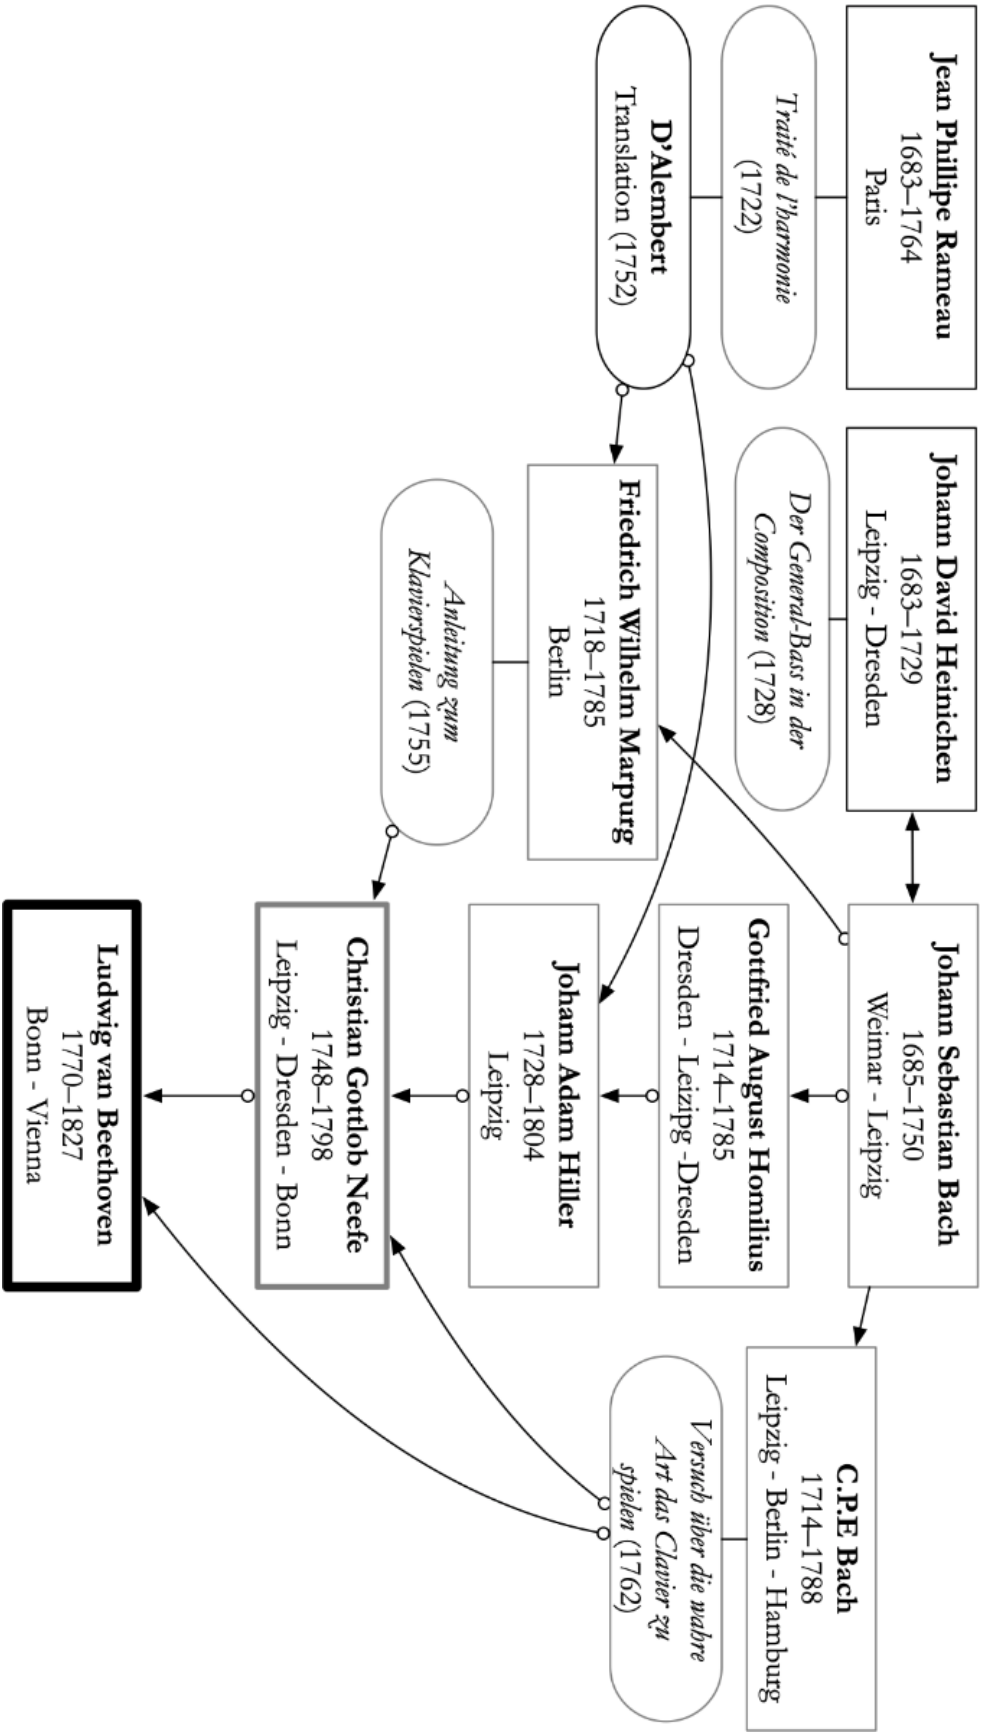 Jean Phillipe Rameau
1683–1764
Paris
Traité de l'harmonie
(1722)
D'Alembert
Translation (1752)
Johann David Heinichen
1683–1729
Leipzig - Dresden
Der General-Bass in der
Composition (1728)
Friedrich Wilhelm Marpurg
1718–1785
Berlin
Anleitung zum
Klavierspielen (1755)
Johann Sebastian Bach
1685–1750
Weimar - Leipzig
Gottfried August Homilius
1714–1785
Dresden - Leizipg -Dresden
Johann Adam Hiller
1728–1804
Leipzig
Christian Gottlob Neefe
1748–1798
Leipzig - Dresden - Bonn
Ludwig van Beethoven
1770–1827
Bonn - Vienna
C.P.E Bach
1714–1788
Leipzig - Berlin - Hamburg
Versuch über die wahre
Art das Clavier zu
spielen (1762)